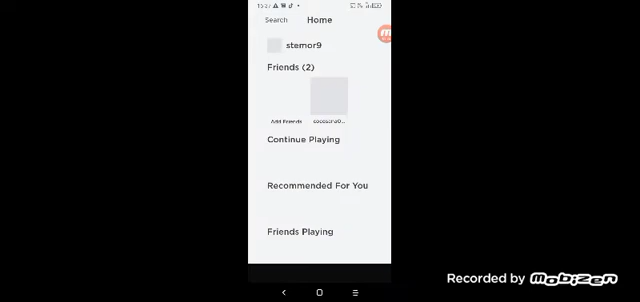 Search Home
stemor9
Friends (2)
Add Friends
Continue Playing
Recommended For You
Friends Playing
Recorded by Mobizen